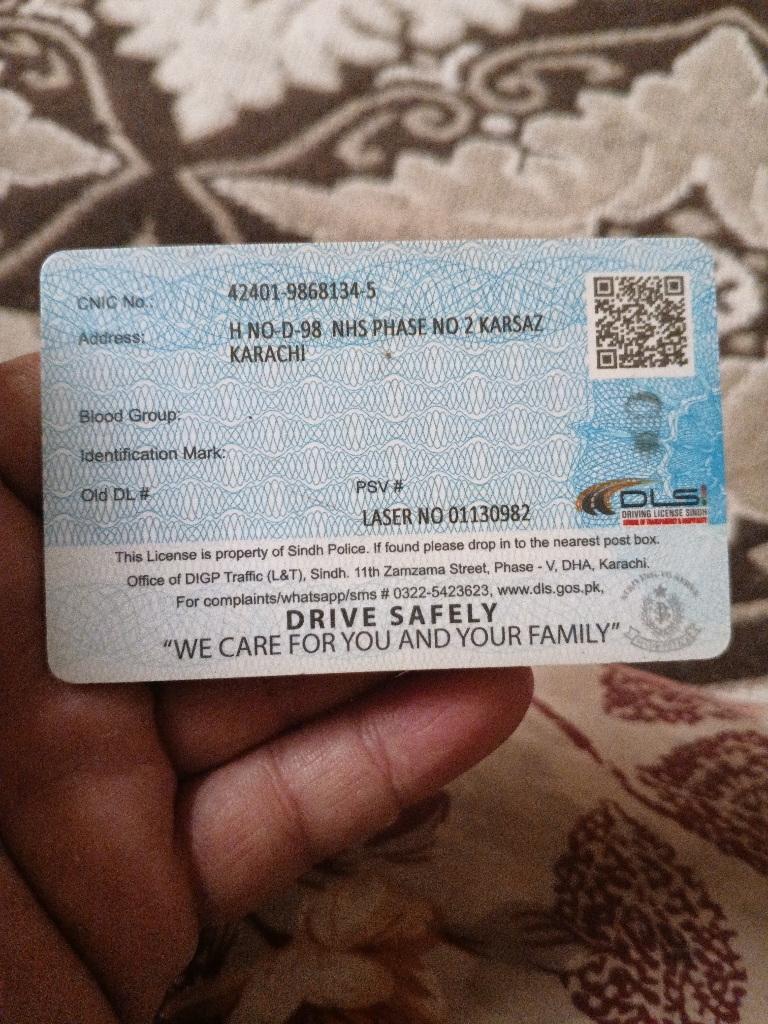 CNIC No.: 42401-9868134-5
Address: H NO-D-98 NHS PHASE NO 2 KARSAZ
KARACHI
Blood Group:
Identification Mark:
Old DL # PSV #
LASER NO 01130982
DLS!
DRIVING LICENSE SINDH
This License is property of Sindh Police. If found please drop in to the nearest post box.
Office of DIGP Traffic (L&T), Sindh. 11th Zamzama Street, Phase - V, DHA, Karachi.
For complaints/whatsapp/sms # 0322-5423623, www.dls.gos.pk,
DRIVE SAFELY
“WE CARE FOR YOU AND YOUR FAMILY”